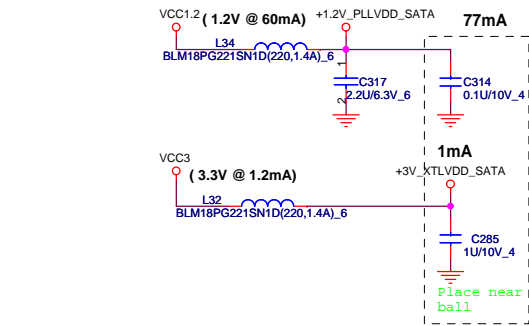 VCC1.2 ( 1.2V @ 60mA) +1.2V_PLLVDD_SATA 77mA
L34
BLM18PG221SN1D(220,1.4A)_6
1
C317
2.2U/6.3V_6
2
C314
0.1U/10V_4
VCC3 ( 3.3V @ 1.2mA) 1mA
+3V_XTLVDD_SATA
L32
BLM18PG221SN1D(220,1.4A)_6
C285
1U/10V_4
Place near
ball